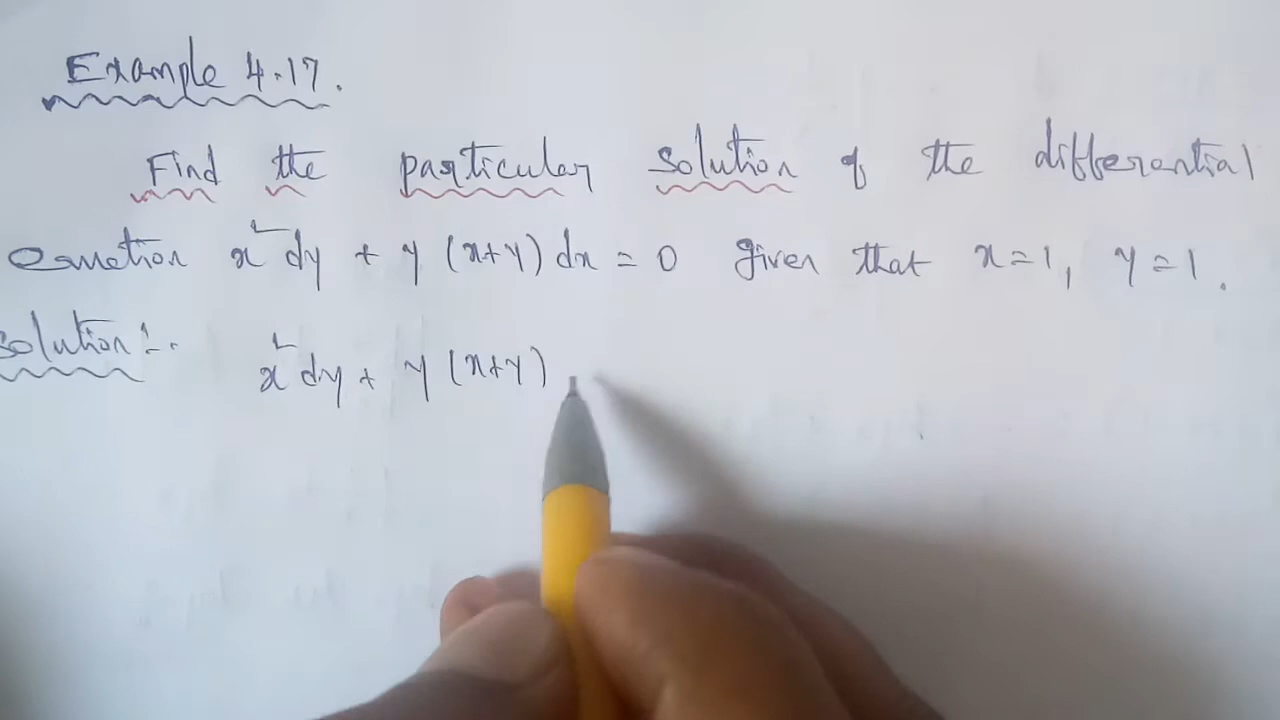 Example 4.17.
Find the particular solution of the differential
equation x² dy + y (x+y) dx = 0 given that x=1, y=1.
Solution:-
x² dy + y (x+y)